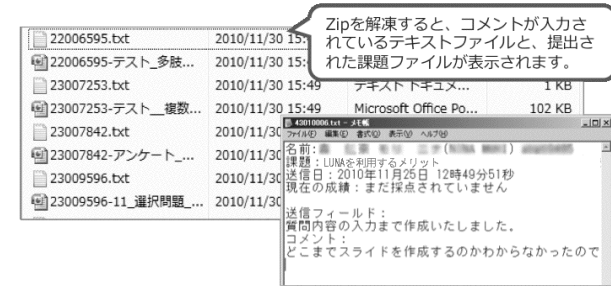 Zipを解凍すると、コメントが入力さ
れているテキストファイルと、提出さ
れた課題ファイルが表示されます。
22006595.txt 2010/11/30 15:
22006595-テスト_多肢... 2010/11/30 15:
23007253.txt 2010/11/30 15:49 テキスト ドキュメ... 1 KB
23007253-テスト__複数... 2010/11/30 15:49 Microsoft Office Po... 102 KB
23007842.txt 2010/11/30
23007842-アンケート_... 2010/11/30
23009596.txt 2010/11/30
23009596-11_選択問題_... 2010/11/30
43010006.txt - メモ帳
ファイル(F) 編集(E) 書式(O) 表示(V) ヘルプ(H)
名前:
課題:LUNAを利用するメリット
送信日:2010年11月25日 12時49分51秒
現在の成績:まだ採点されていません
送信フィールド:
質問内容の入力まで作成いたしました。
コメント:
どこまでスライドを作成するのかわからなかったので